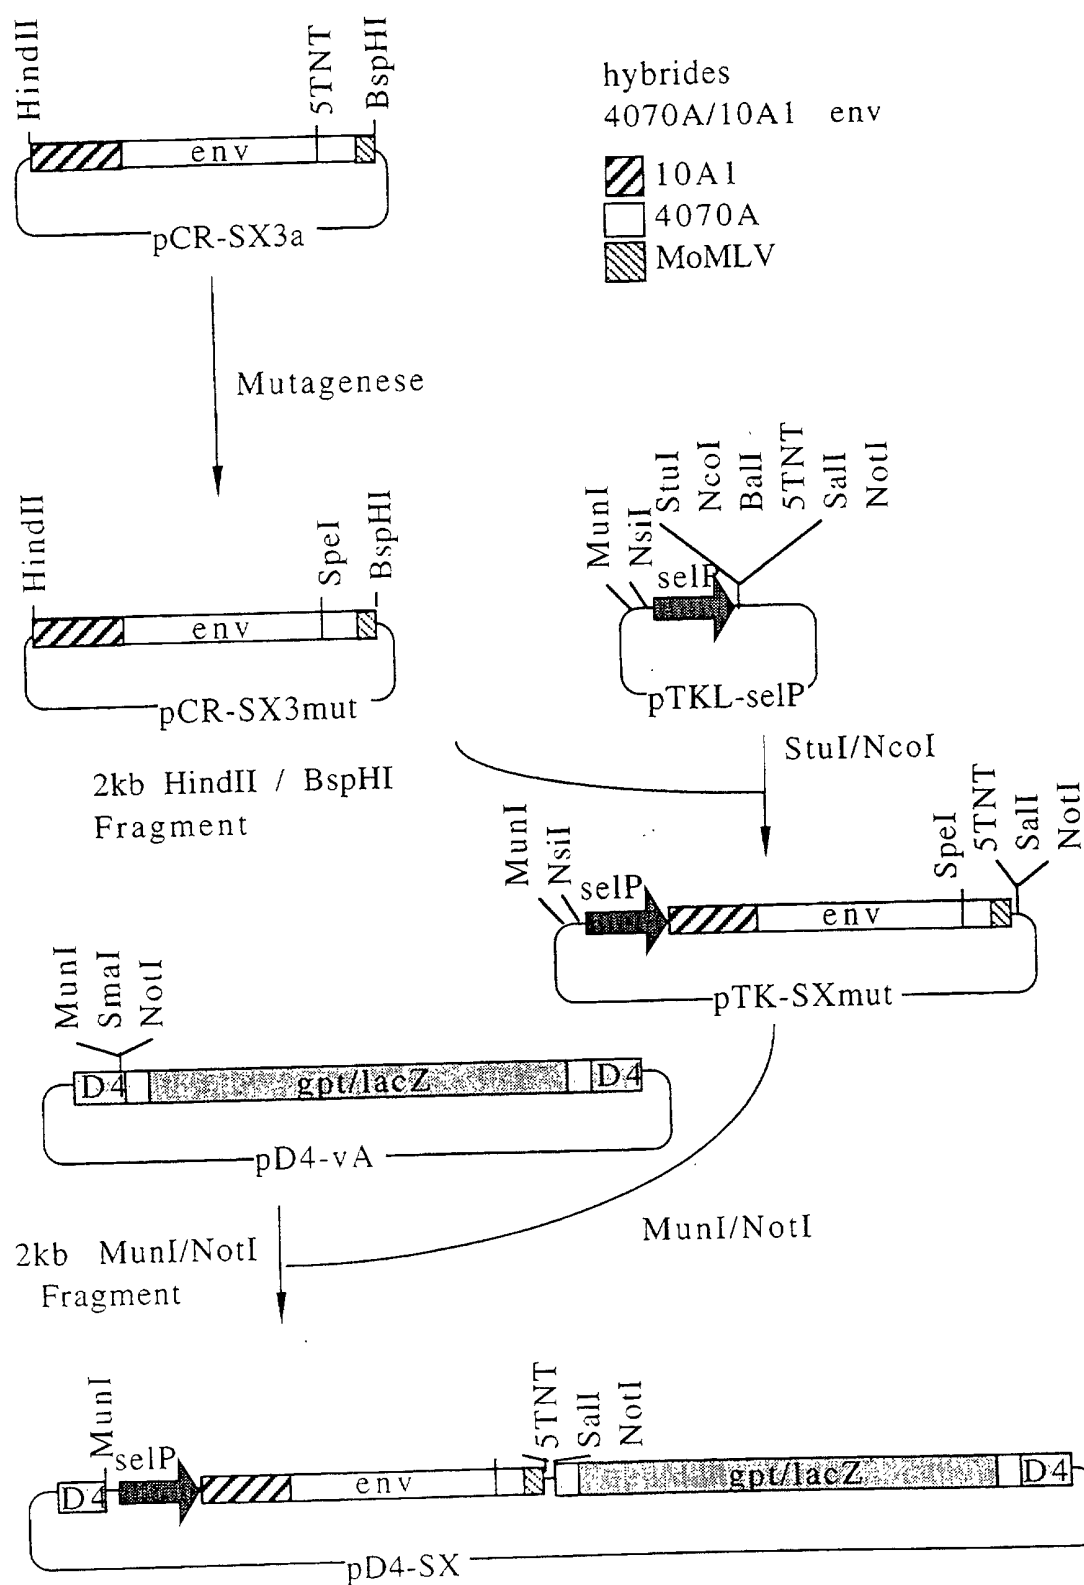 HindII
5TNT
BspHI
env
pCR-SX3a
hybrides
4070A/10A1 env
10A1
4070A
MoMLV
Mutagenese
HindII
SpeI
BspHI
env
pCR-SX3mut
MunI
NsiI
StuI
NcoI
BalI
5TNT
SalI
NotI
selP
pTKL-selP
StuI/NcoI
2kb HindII / BspHI
Fragment
MunI
NsiI
selP
SpeI
5TNT
SalI
NotI
env
pTK-SXmut
MunI
SmaI
NotI
D4
gpt/lacZ
D4
pD4-vA
2kb MunI/NotI
Fragment
MunI/NotI
MunI
selP
5TNT
SalI
NotI
D4
env
gpt/lacZ
D4
pD4-SX